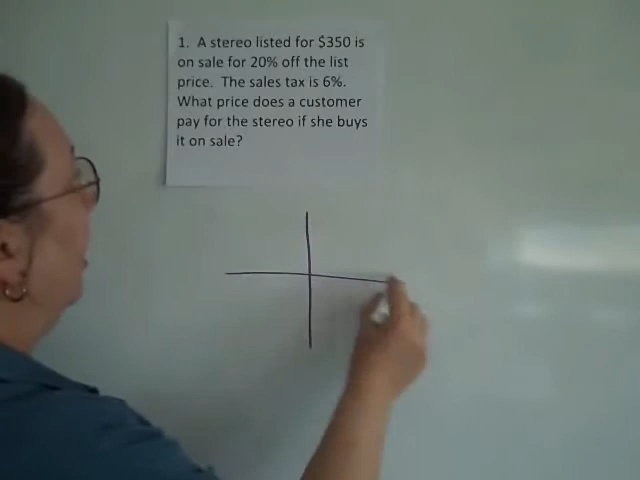 1. A stereo listed for $350 is
on sale for 20% off the list
price. The sales tax is 6%.
What price does a customer
pay for the stereo if she buys
it on sale?